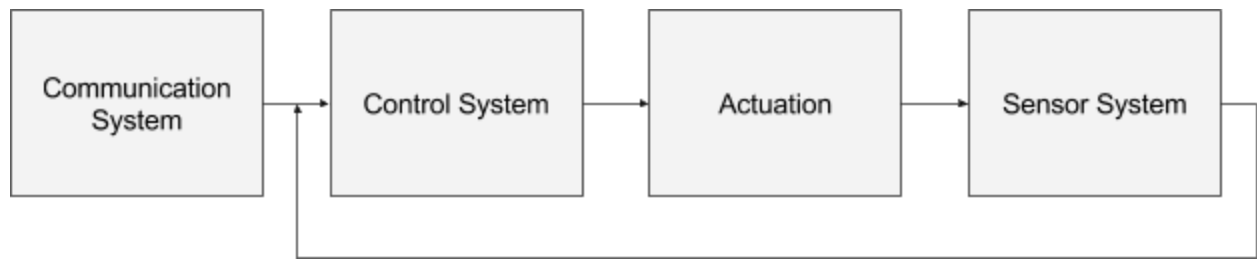 Communication
System
Control System
Actuation
Sensor System